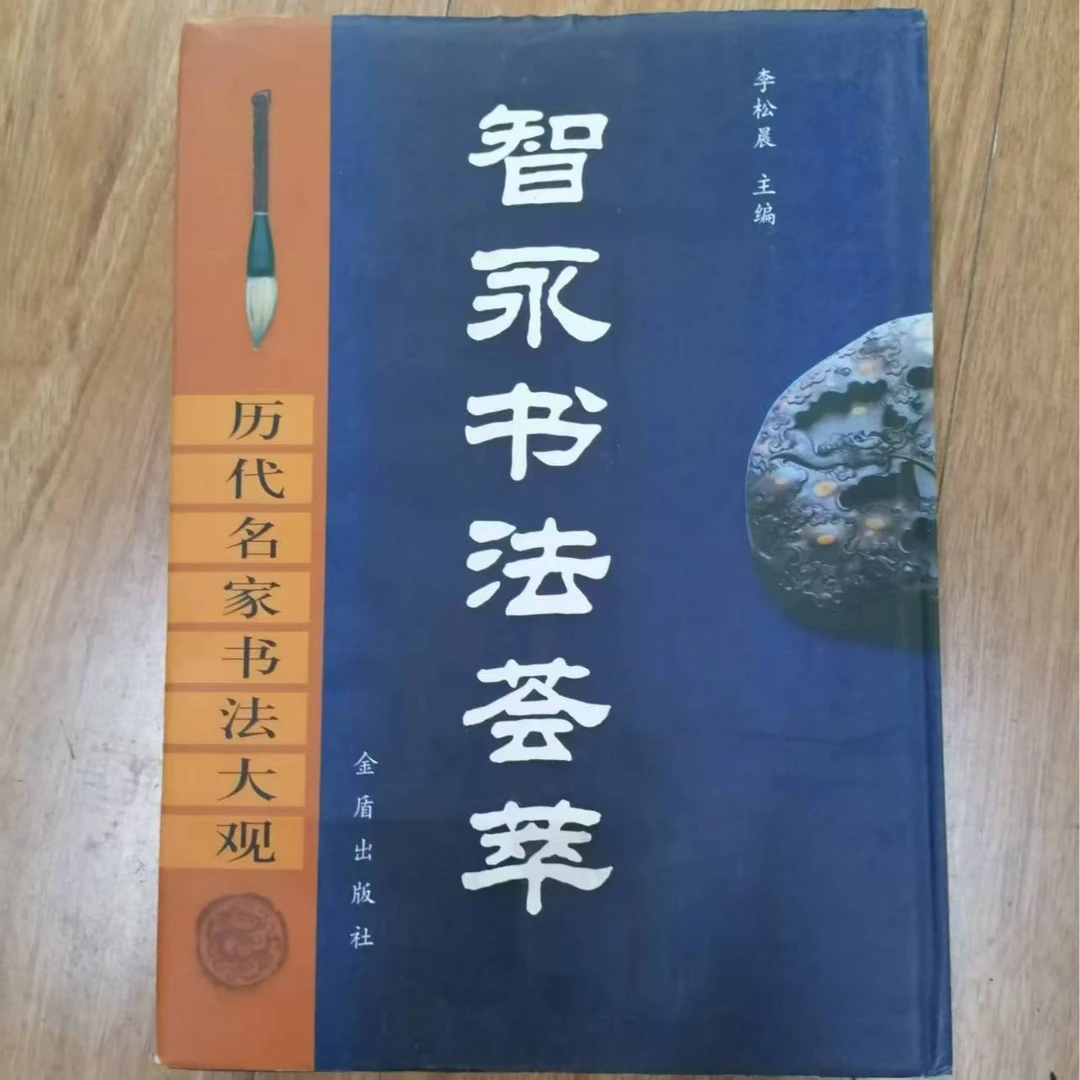 李松晨 主编
智永书法荟萃
金盾出版社
历代名家书法大观